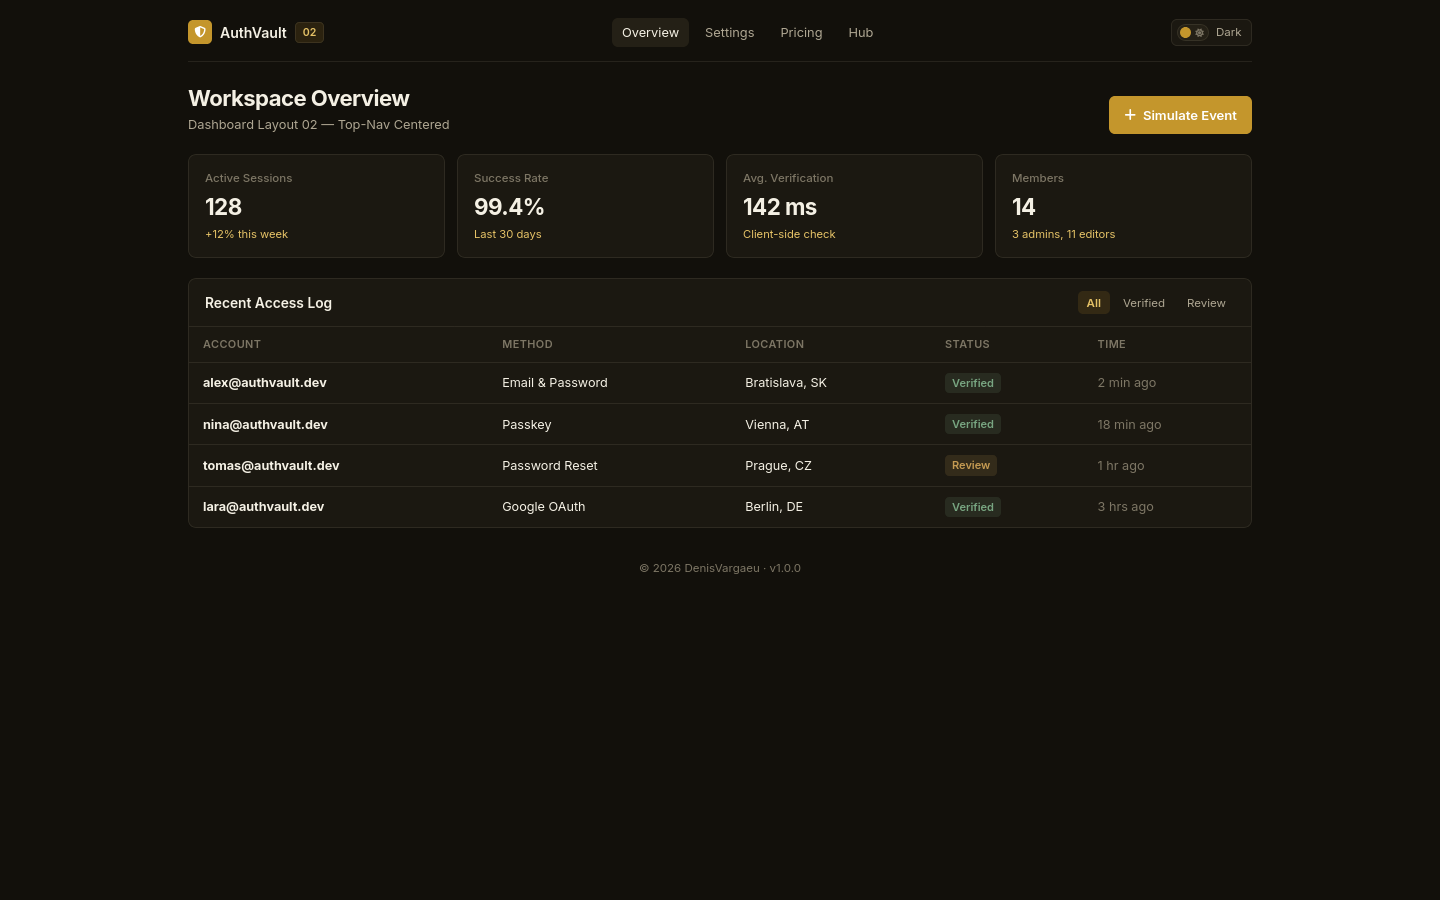 AuthVault 02 Overview Settings Pricing Hub Dark
Workspace Overview
Dashboard Layout 02 — Top-Nav Centered
Simulate Event
Active Sessions
128
+12% this week
Success Rate
99.4%
Last 30 days
Avg. Verification
142 ms
Client-side check
Members
14
3 admins, 11 editors
Recent Access Log All Verified Review
ACCOUNT METHOD LOCATION STATUS TIME
alex@authvault.dev Email & Password Bratislava, SK Verified 2 min ago
nina@authvault.dev Passkey Vienna, AT Verified 18 min ago
tomas@authvault.dev Password Reset Prague, CZ Review 1 hr ago
lara@authvault.dev Google OAuth Berlin, DE Verified 3 hrs ago
© 2026 DenisVargaeu · v1.0.0